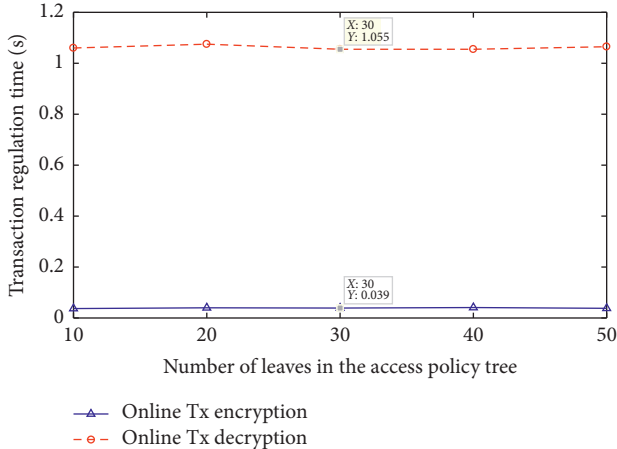 1.2
1
0.8
0.6
0.4
0.2
0
Transaction regulation time (s)
X: 30
Y: 1.055
X: 30
Y: 0.039
10 20 30 40 50
Number of leaves in the access policy tree
Online Tx encryption
Online Tx decryption